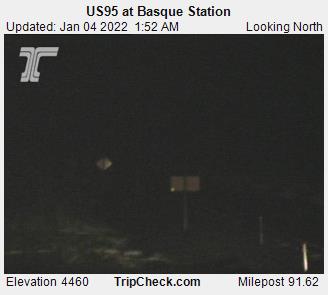 US95 at Basque Station
Updated: Jan 04 2022 1:52 AM Looking North
Elevation 4460 TripCheck.com Milepost 91.62